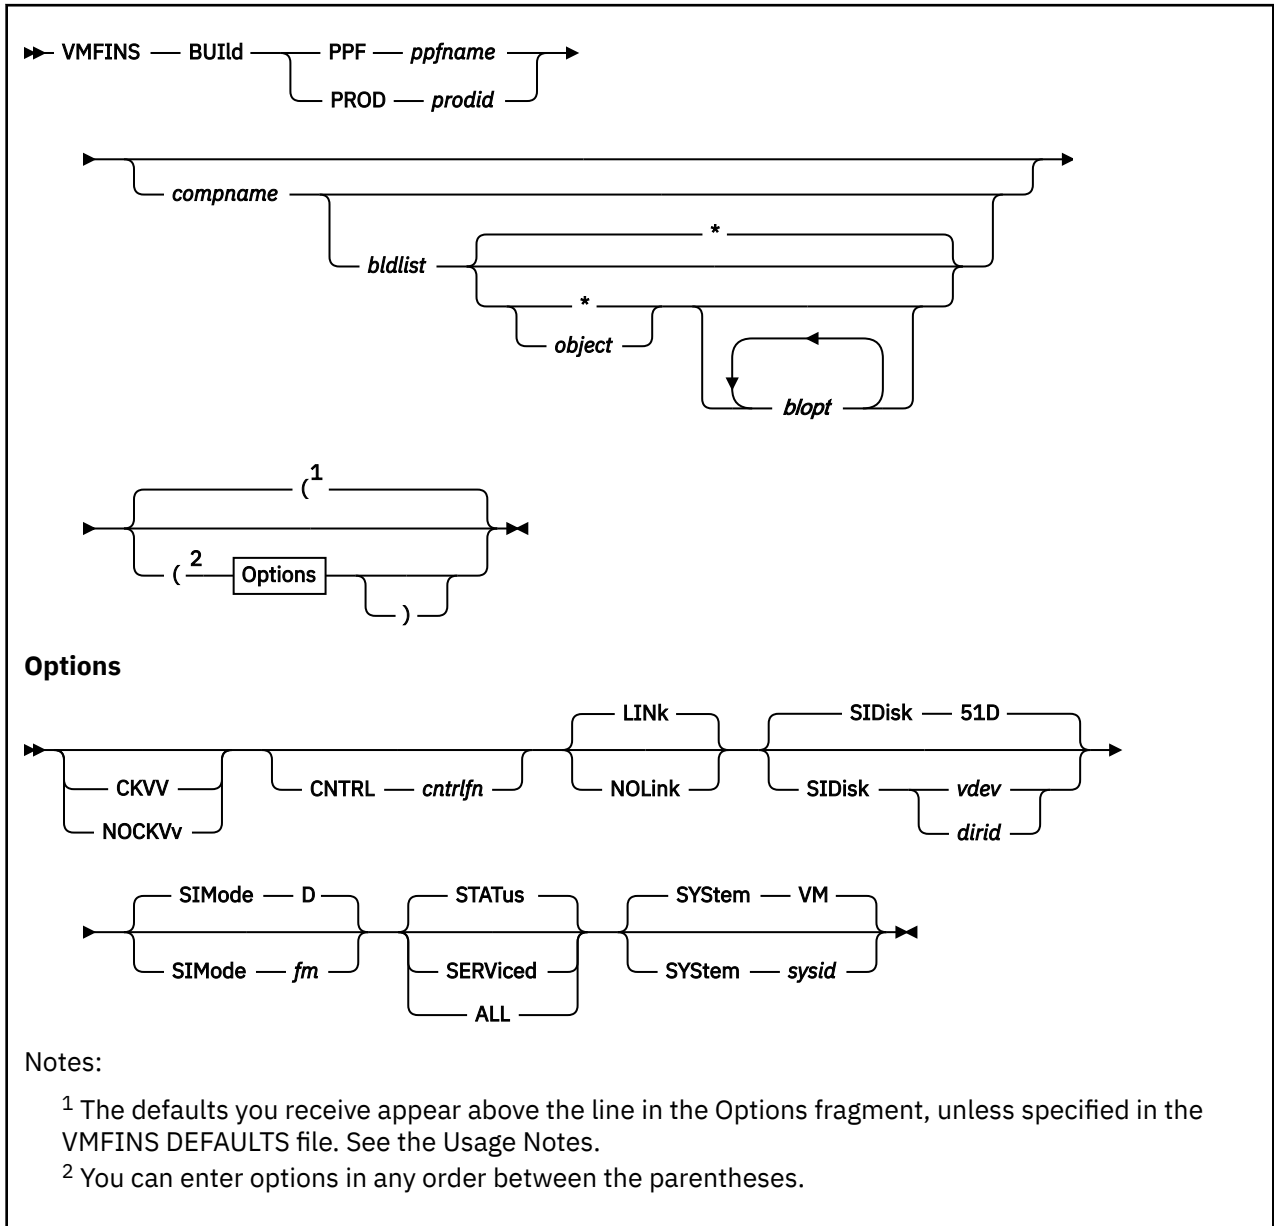 VMFINS BUIld PPF ppfname
PROD prodid
compname
*
bldlist
*
object
blopt
( 1
( 2 Options
)
Options
LINk SIDisk 51D
CKVV CNTRL cntrlfn NOLink SIDisk vdev
NOCKVv dirid
SIMode D STATus SYStem VM
SIMode fm SERViced SYStem sysid
ALL
Notes:
1 The defaults you receive appear above the line in the Options fragment, unless specified in the
VMFINS DEFAULTS file. See the Usage Notes.
2 You can enter options in any order between the parentheses.